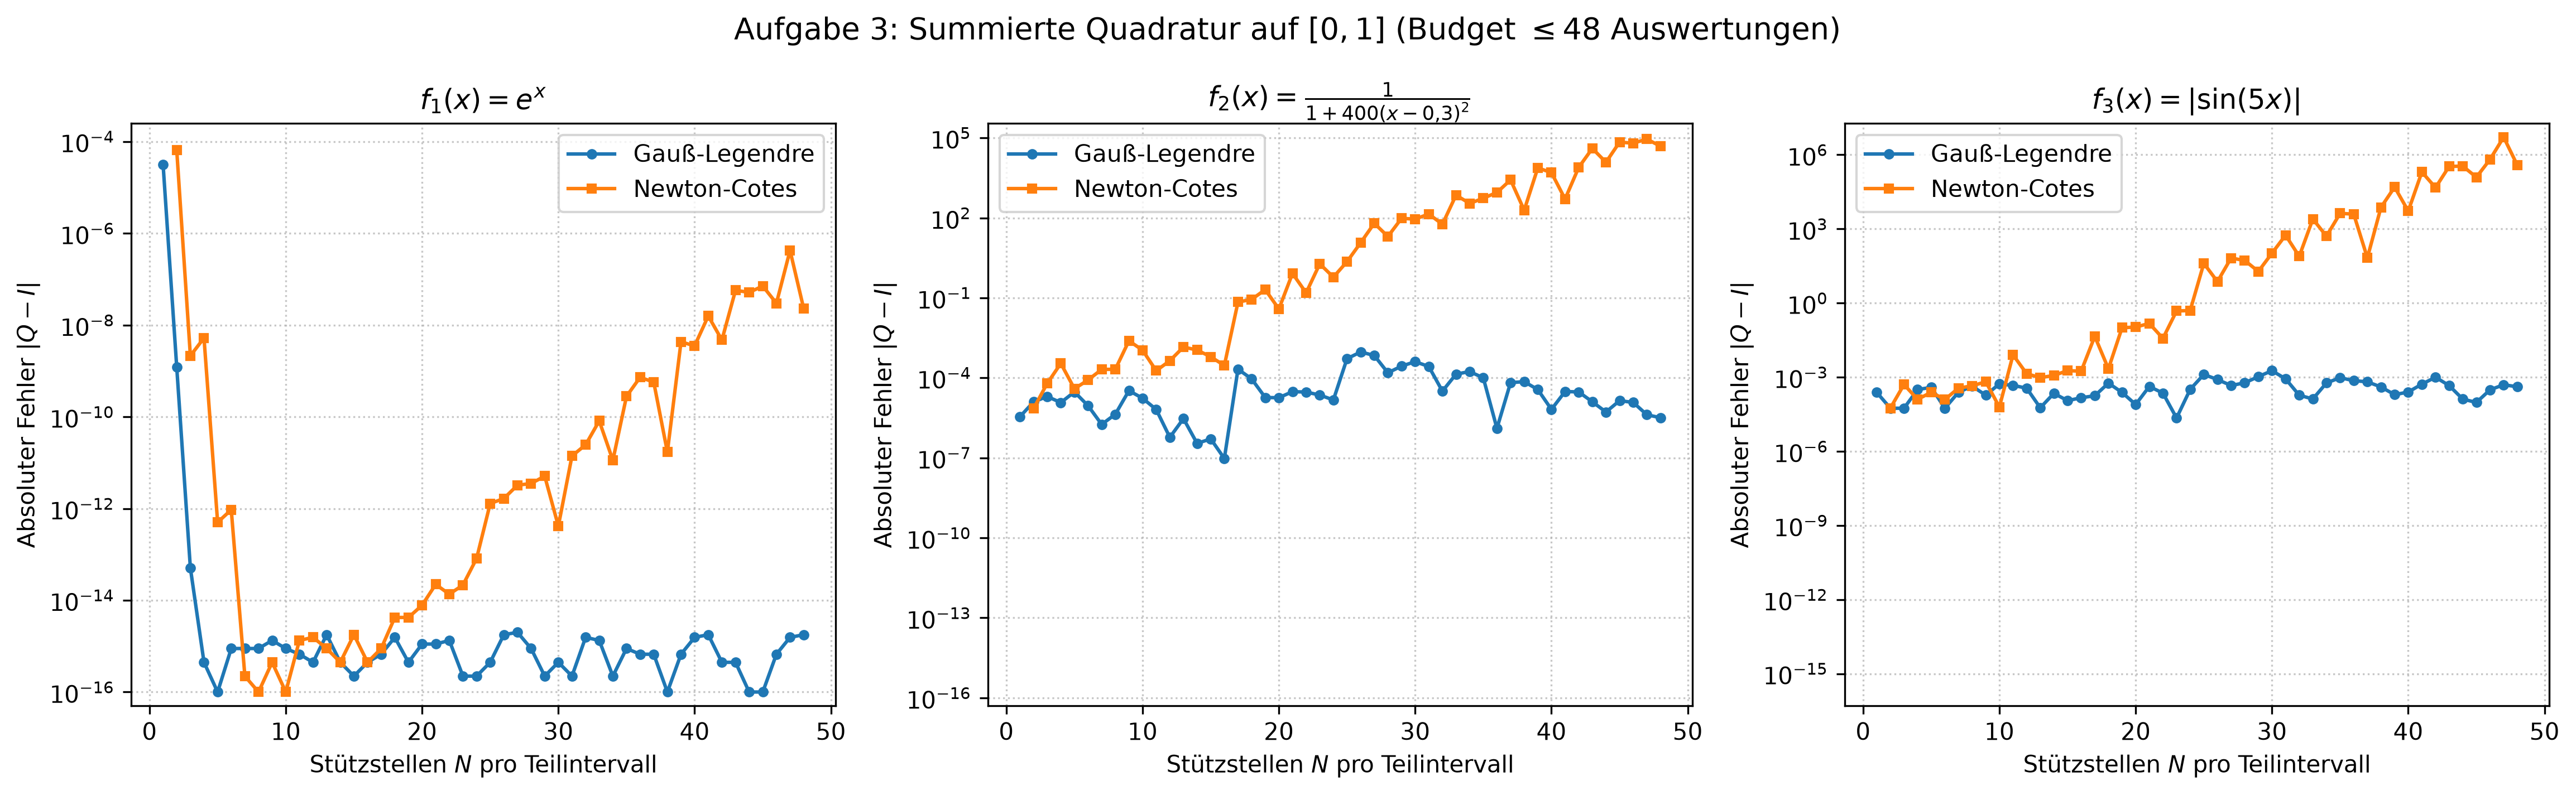 Aufgabe 3: Summierte Quadratur auf [0, 1] (Budget ≤48 Auswertungen)
f₁(x) = eˣ
Absoluter Fehler |Q − I|
10⁻⁴
10⁻⁶
10⁻⁸
10⁻¹⁰
10⁻¹²
10⁻¹⁴
10⁻¹⁶
Gauß-Legendre
Newton-Cotes
0 10 20 30 40 50
Stützstellen N pro Teilintervall
f₂(x) = 1 / (1 + 400(x − 0,3)²)
Absoluter Fehler |Q − I|
10⁵
10²
10⁻¹
10⁻⁴
10⁻⁷
10⁻¹⁰
10⁻¹³
10⁻¹⁶
Gauß-Legendre
Newton-Cotes
0 10 20 30 40 50
Stützstellen N pro Teilintervall
f₃(x) = |sin(5x)|
Absoluter Fehler |Q − I|
10⁶
10³
10⁰
10⁻³
10⁻⁶
10⁻⁹
10⁻¹²
10⁻¹⁵
Gauß-Legendre
Newton-Cotes
0 10 20 30 40 50
Stützstellen N pro Teilintervall